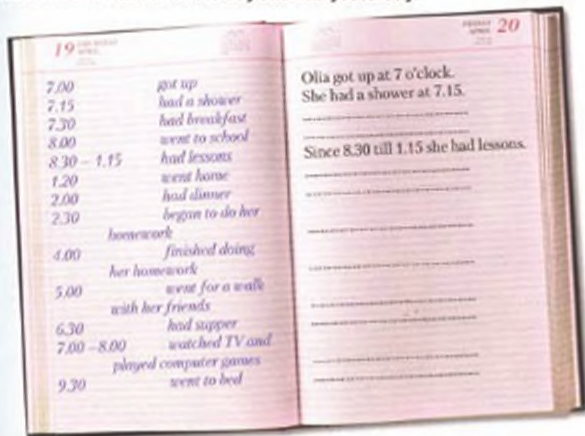 19
APRIL
7.00 got up
7.15 had a shower
7.30 had breakfast
8.00 went to school
8.30 – 1.15 had lessons
1.20 went home
2.00 had dinner
2.30 began to do her
homework
4.00 finished doing
her homework
5.00 went for a walk
with her friends
6.30 had supper
7.00 – 8.00 watched TV and
played computer games
9.30 went to bed
APRIL 20
Olia got up at 7 o'clock.
She had a shower at 7.15.
Since 8.30 till 1.15 she had lessons.